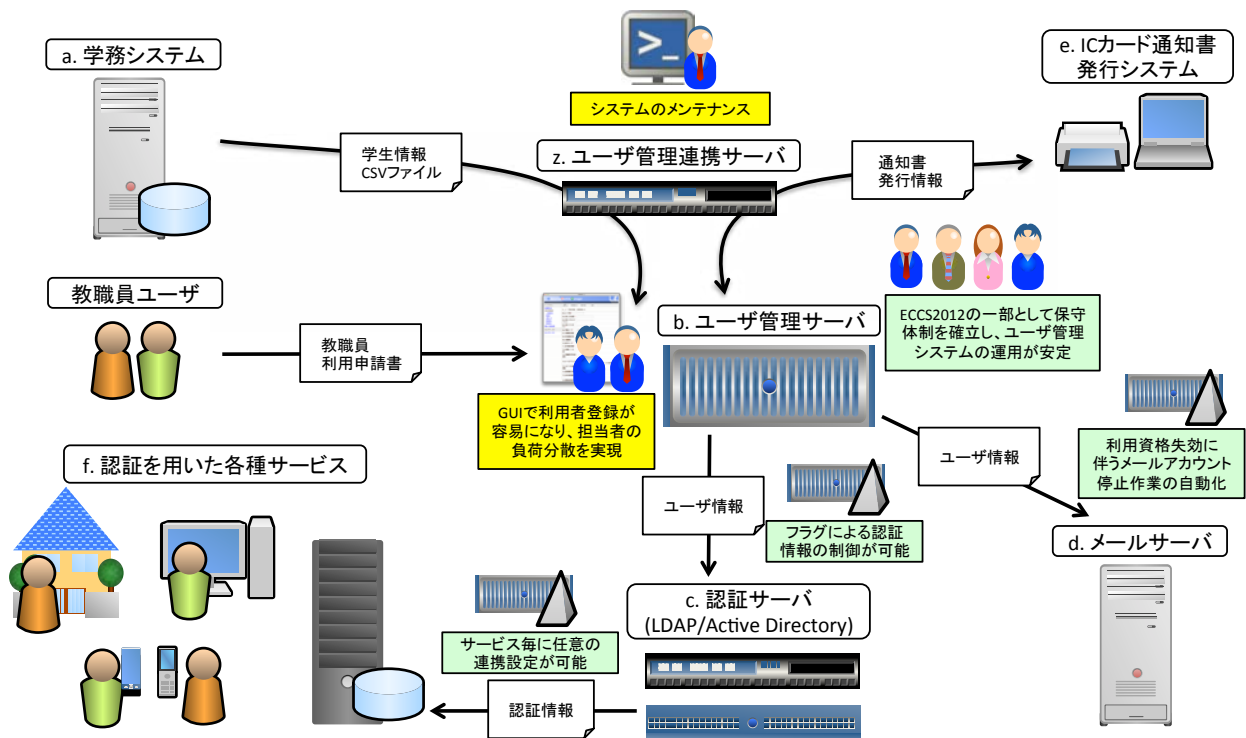 a. 学務システム
システムのメンテナンス
e. ICカード通知書
発行システム
学生情報
CSVファイル
z. ユーザ管理連携サーバ
通知書
発行情報
教職員ユーザ
教職員
利用申請書
b. ユーザ管理サーバ
ECCS2012の一部として保守
体制を確立し、ユーザ管理
システムの運用が安定
GUIで利用者登録が
容易になり、担当者の
負荷分散を実現
ユーザ情報
利用資格失効に
伴うメールアカウント
停止作業の自動化
f. 認証を用いた各種サービス
ユーザ情報
フラグによる認証
情報の制御が可能
d. メールサーバ
c. 認証サーバ
(LDAP/Active Directory)
サービス毎に任意の
連携設定が可能
認証情報